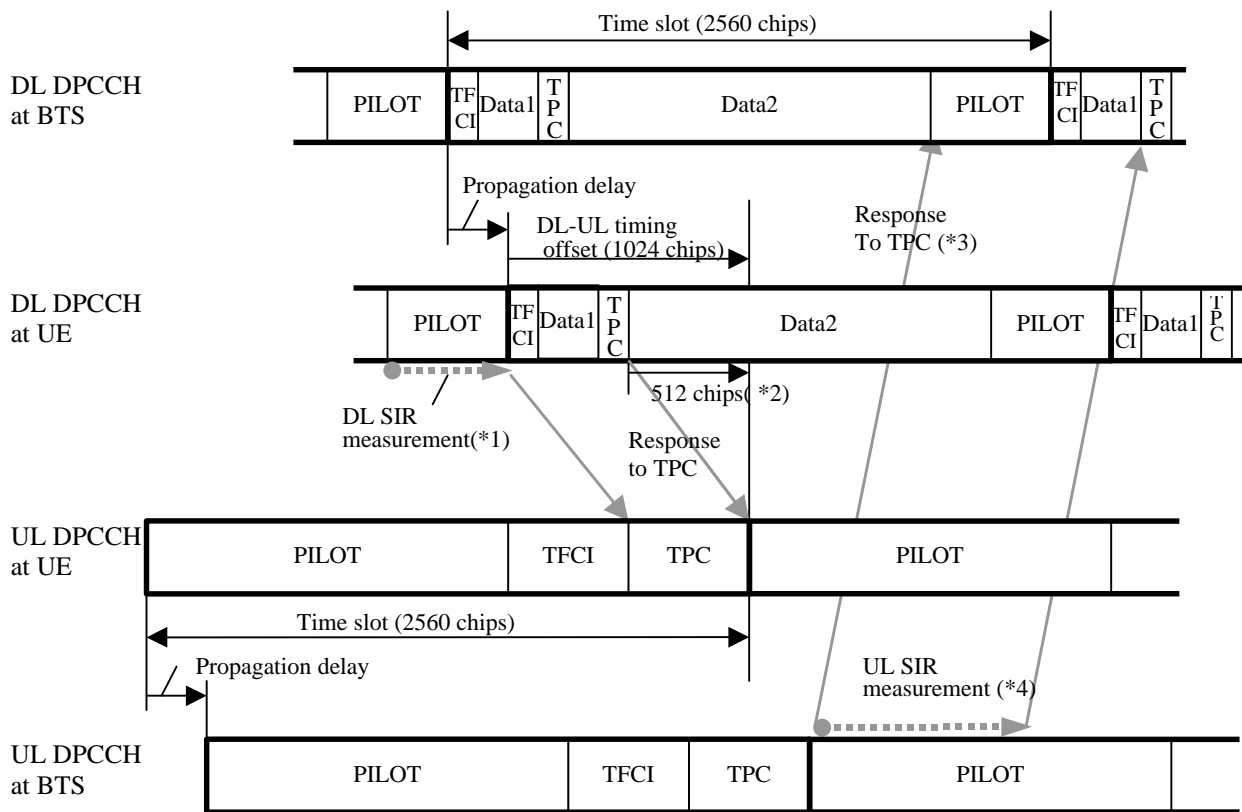 Time slot (2560 chips)
DL DPCCH
at BTS
PILOT
TF
CI
Data1
T
P
C
Data2
PILOT
TF
CI
Data1
T
P
C
Propagation delay
DL-UL timing
offset (1024 chips)
Response
To TPC (*3)
DL DPCCH
at UE
PILOT
TF
CI
Data1
T
P
C
Data2
PILOT
TF
CI
Data1
T
P
C
512 chips( *2)
DL SIR
measurement(*1)
Response
to TPC
UL DPCCH
at UE
PILOT
TFCI
TPC
PILOT
Time slot (2560 chips)
Propagation delay
UL SIR
measurement (*4)
UL DPCCH
at BTS
PILOT
TFCI
TPC
PILOT